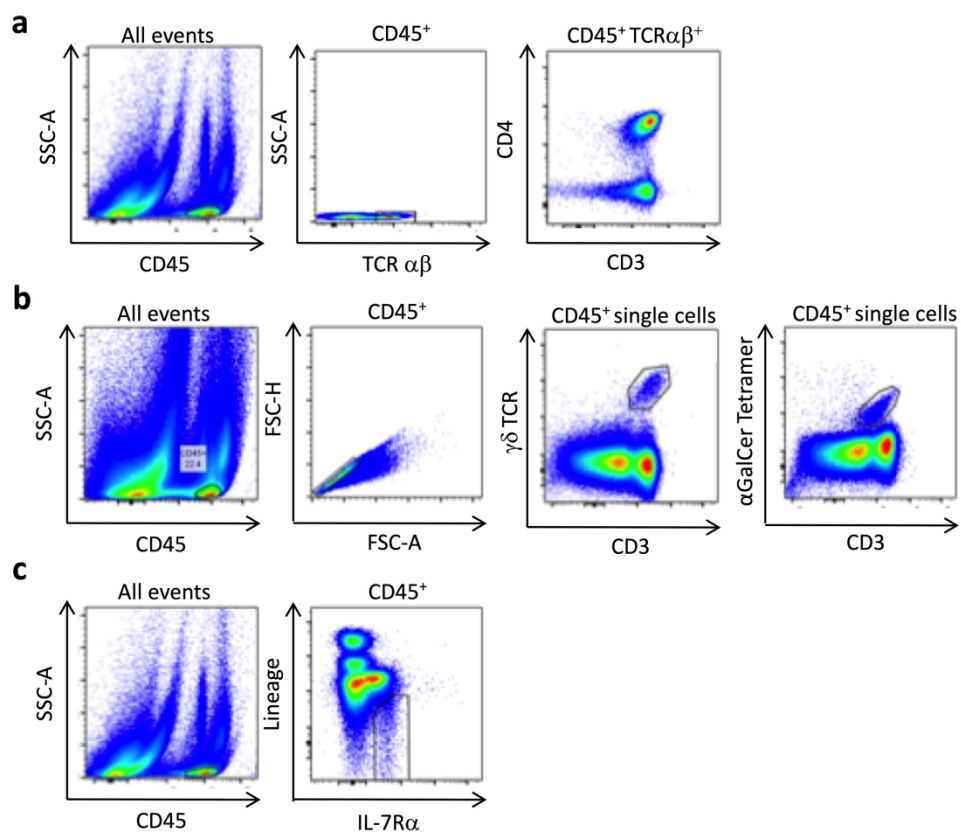 a
All events
CD45⁺
CD45⁺ TCRαβ⁺
SSC-A
SSC-A
CD4
CD45
TCR αβ
CD3
b
All events
CD45⁺
CD45⁺ single cells
CD45⁺ single cells
SSC-A
CD45+
22.4
FSC-H
γδ TCR
αGalCer Tetramer
CD45
FSC-A
CD3
CD3
c
All events
CD45⁺
SSC-A
Lineage
CD45
IL-7Rα